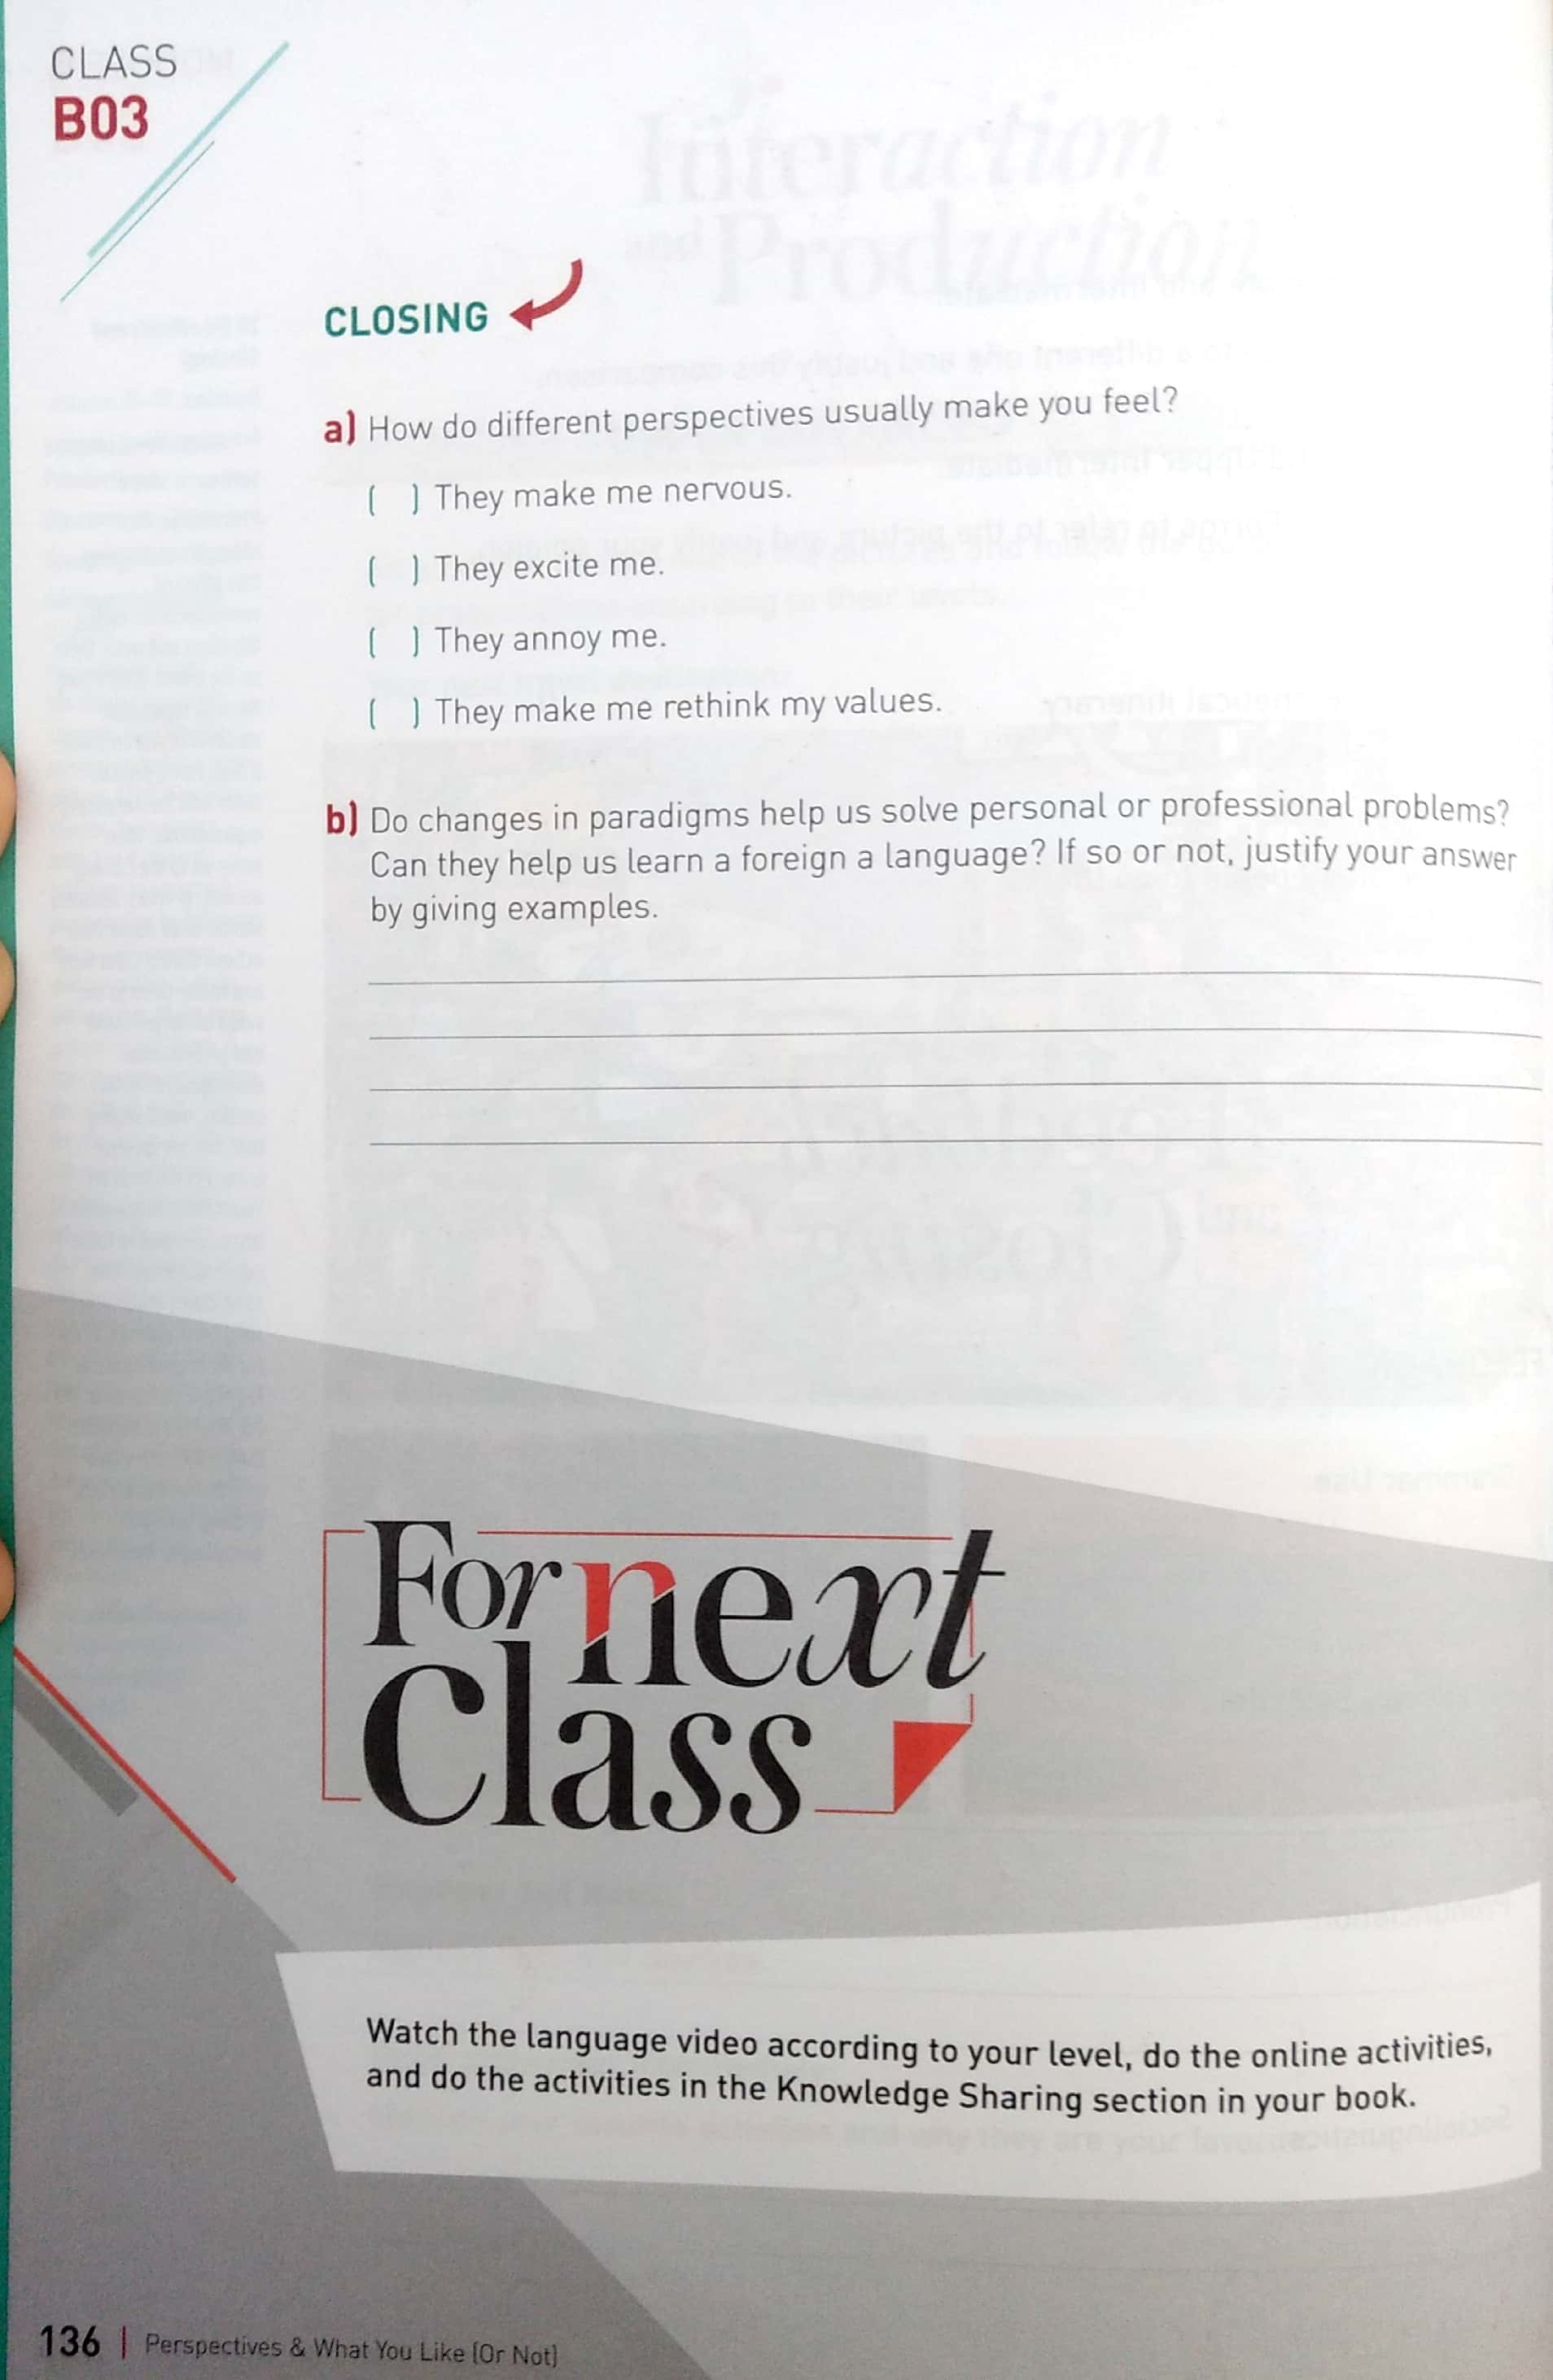 CLASS
B03
CLOSING
a) How do different perspectives usually make you feel?
( ) They make me nervous.
( ) They excite me.
( ) They annoy me.
( ) They make me rethink my values.
b) Do changes in paradigms help us solve personal or professional problems?
Can they help us learn a foreign a language? If so or not, justify your answer
by giving examples.
For next
Class
Watch the language video according to your level, do the online activities,
and do the activities in the Knowledge Sharing section in your book.
136 | Perspectives & What You Like (Or Not)